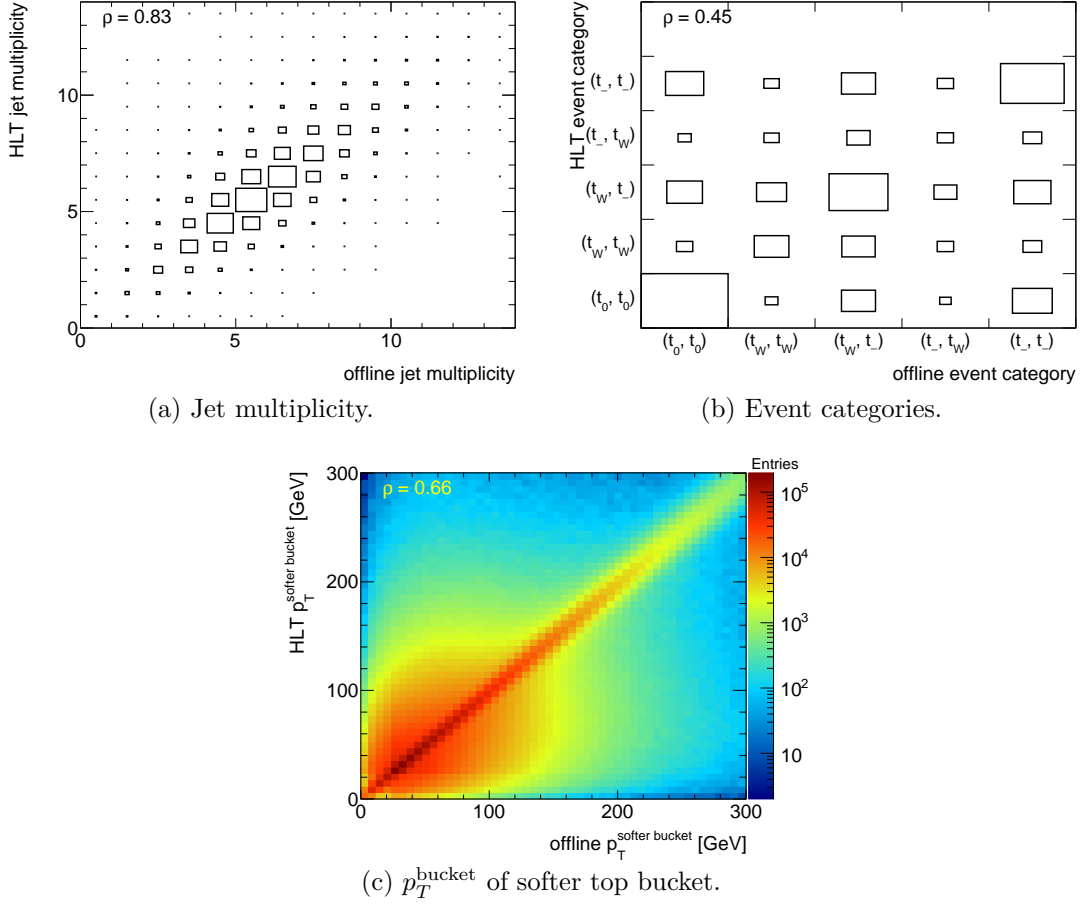 ρ = 0.83
HLT jet multiplicity
10
5
0
0 5 10
offline jet multiplicity
(a) Jet multiplicity.
ρ = 0.45
HLT event category
(t_, t_)
(t_, t_W)
(t_W, t_)
(t_W, t_W)
(t_0, t_0)
(t_0, t_0) (t_W, t_W) (t_W, t_) (t_, t_W) (t_, t_)
offline event category
(b) Event categories.
Entries
ρ = 0.66
HLT p_T^softer bucket [GeV]
300
200
100
0
0 100 200 300
10^5
10^4
10^3
10^2
10
offline p_T^softer bucket [GeV]
(c) p_T^bucket of softer top bucket.